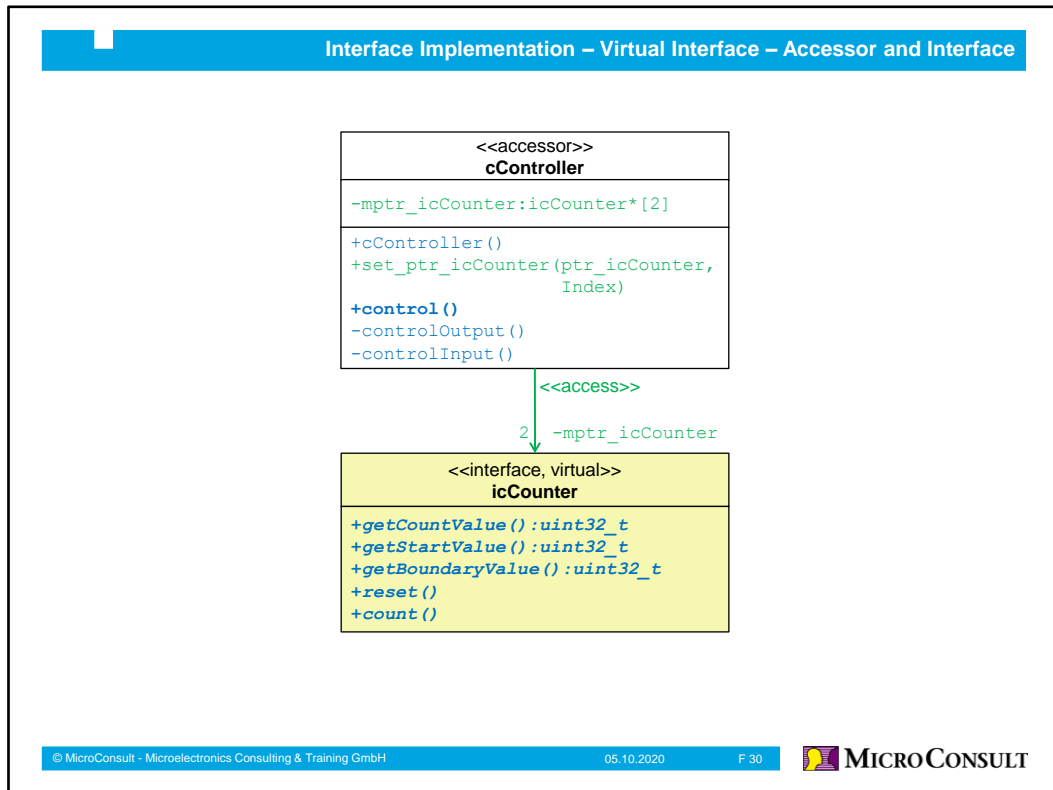 Interface Implementation – Virtual Interface – Accessor and Interface
<<accessor>>
cController
-mptr_icCounter:icCounter*[2]
+cController()
+set_ptr_icCounter(ptr_icCounter,
Index)
+control()
-controlOutput()
-controlInput()
<<access>>
2 -mptr_icCounter
<<interface, virtual>>
icCounter
+getCountValue():uint32_t
+getStartValue():uint32_t
+getBoundaryValue():uint32_t
+reset()
+count()
© MicroConsult - Microelectronics Consulting & Training GmbH 05.10.2020 F 30 MICROCONSULT